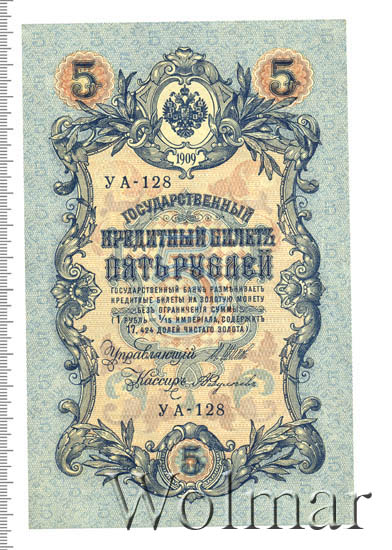 5 5
1909
УА-128
ГОСУДАРСТВЕННЫЙ
КРЕДИТНЫЙ БИЛЕТЪ
ПЯТЬ РУБЛЕЙ
ГОСУДАРСТВЕННЫЙ БАНКЪ РАЗМѢНИВАЕТЪ
КРЕДИТНЫЕ БИЛЕТЫ НА ЗОЛОТУЮ МОНЕТУ
БЕЗЪ ОГРАНИЧЕНІЯ СУММЫ
(1 РУБЛЬ = 1/15 ИМПЕРІАЛА, СОДЕРЖИТЪ
17,424 ДОЛЕЙ ЧИСТАГО ЗОЛОТА).
Управляющій
Кассиръ
УА-128
5
Wolmar